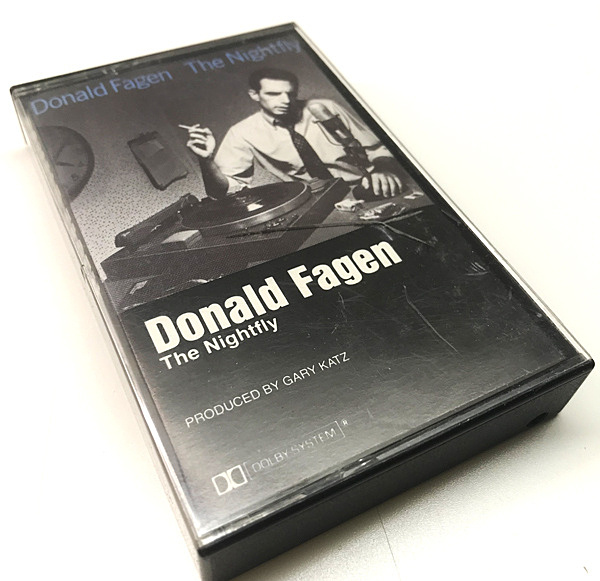 Donald Fagen The Nightfly
Donald Fagen
The Nightfly
PRODUCED BY GARY KATZ
DOLBY SYSTEM ®